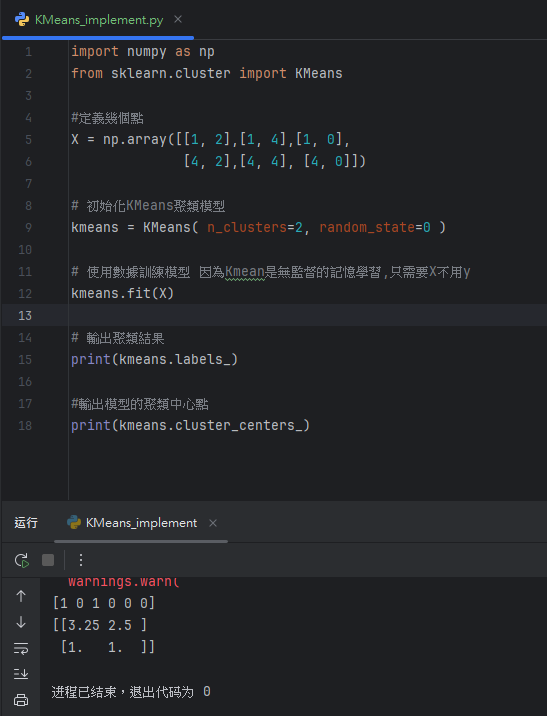 KMeans_implement.py
1 import numpy as np
2 from sklearn.cluster import KMeans
3
4 #定義幾個點
5 X = np.array([[1, 2],[1, 4],[1, 0],
6 [4, 2],[4, 4], [4, 0]])
7
8 # 初始化KMeans聚類模型
9 kmeans = KMeans( n_clusters=2, random_state=0 )
10
11 # 使用數據訓練模型 因為Kmean是無監督的記憶學習,只需要X不用y
12 kmeans.fit(X)
13
14 # 輸出聚類結果
15 print(kmeans.labels_)
16
17 #輸出模型的聚類中心點
18 print(kmeans.cluster_centers_)
运行 KMeans_implement
warnings.warn(
[1 0 1 0 0 0]
[[3.25 2.5 ]
[1. 1. ]]
进程已结束，退出代码为 0